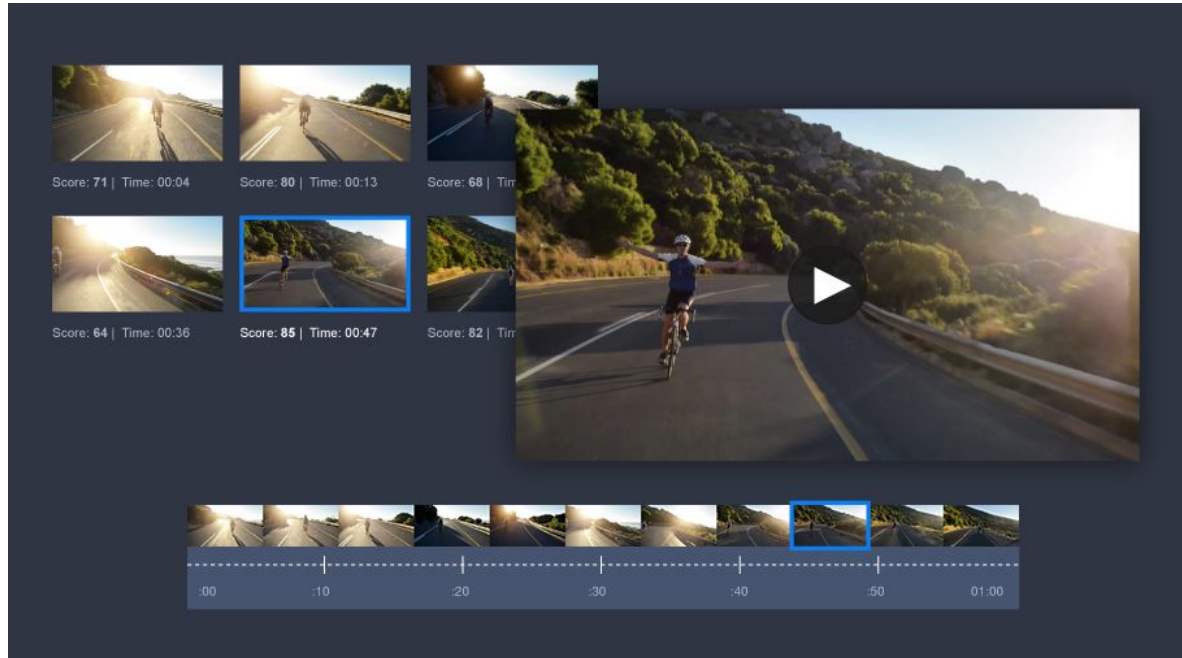 Score: 71 | Time: 00:04
Score: 80 | Time: 00:13
Score: 68 |
Score: 64 | Time: 00:36
Score: 85 | Time: 00:47
Score: 82 |
:00 :10 :20 :30 :40 :50 01:00